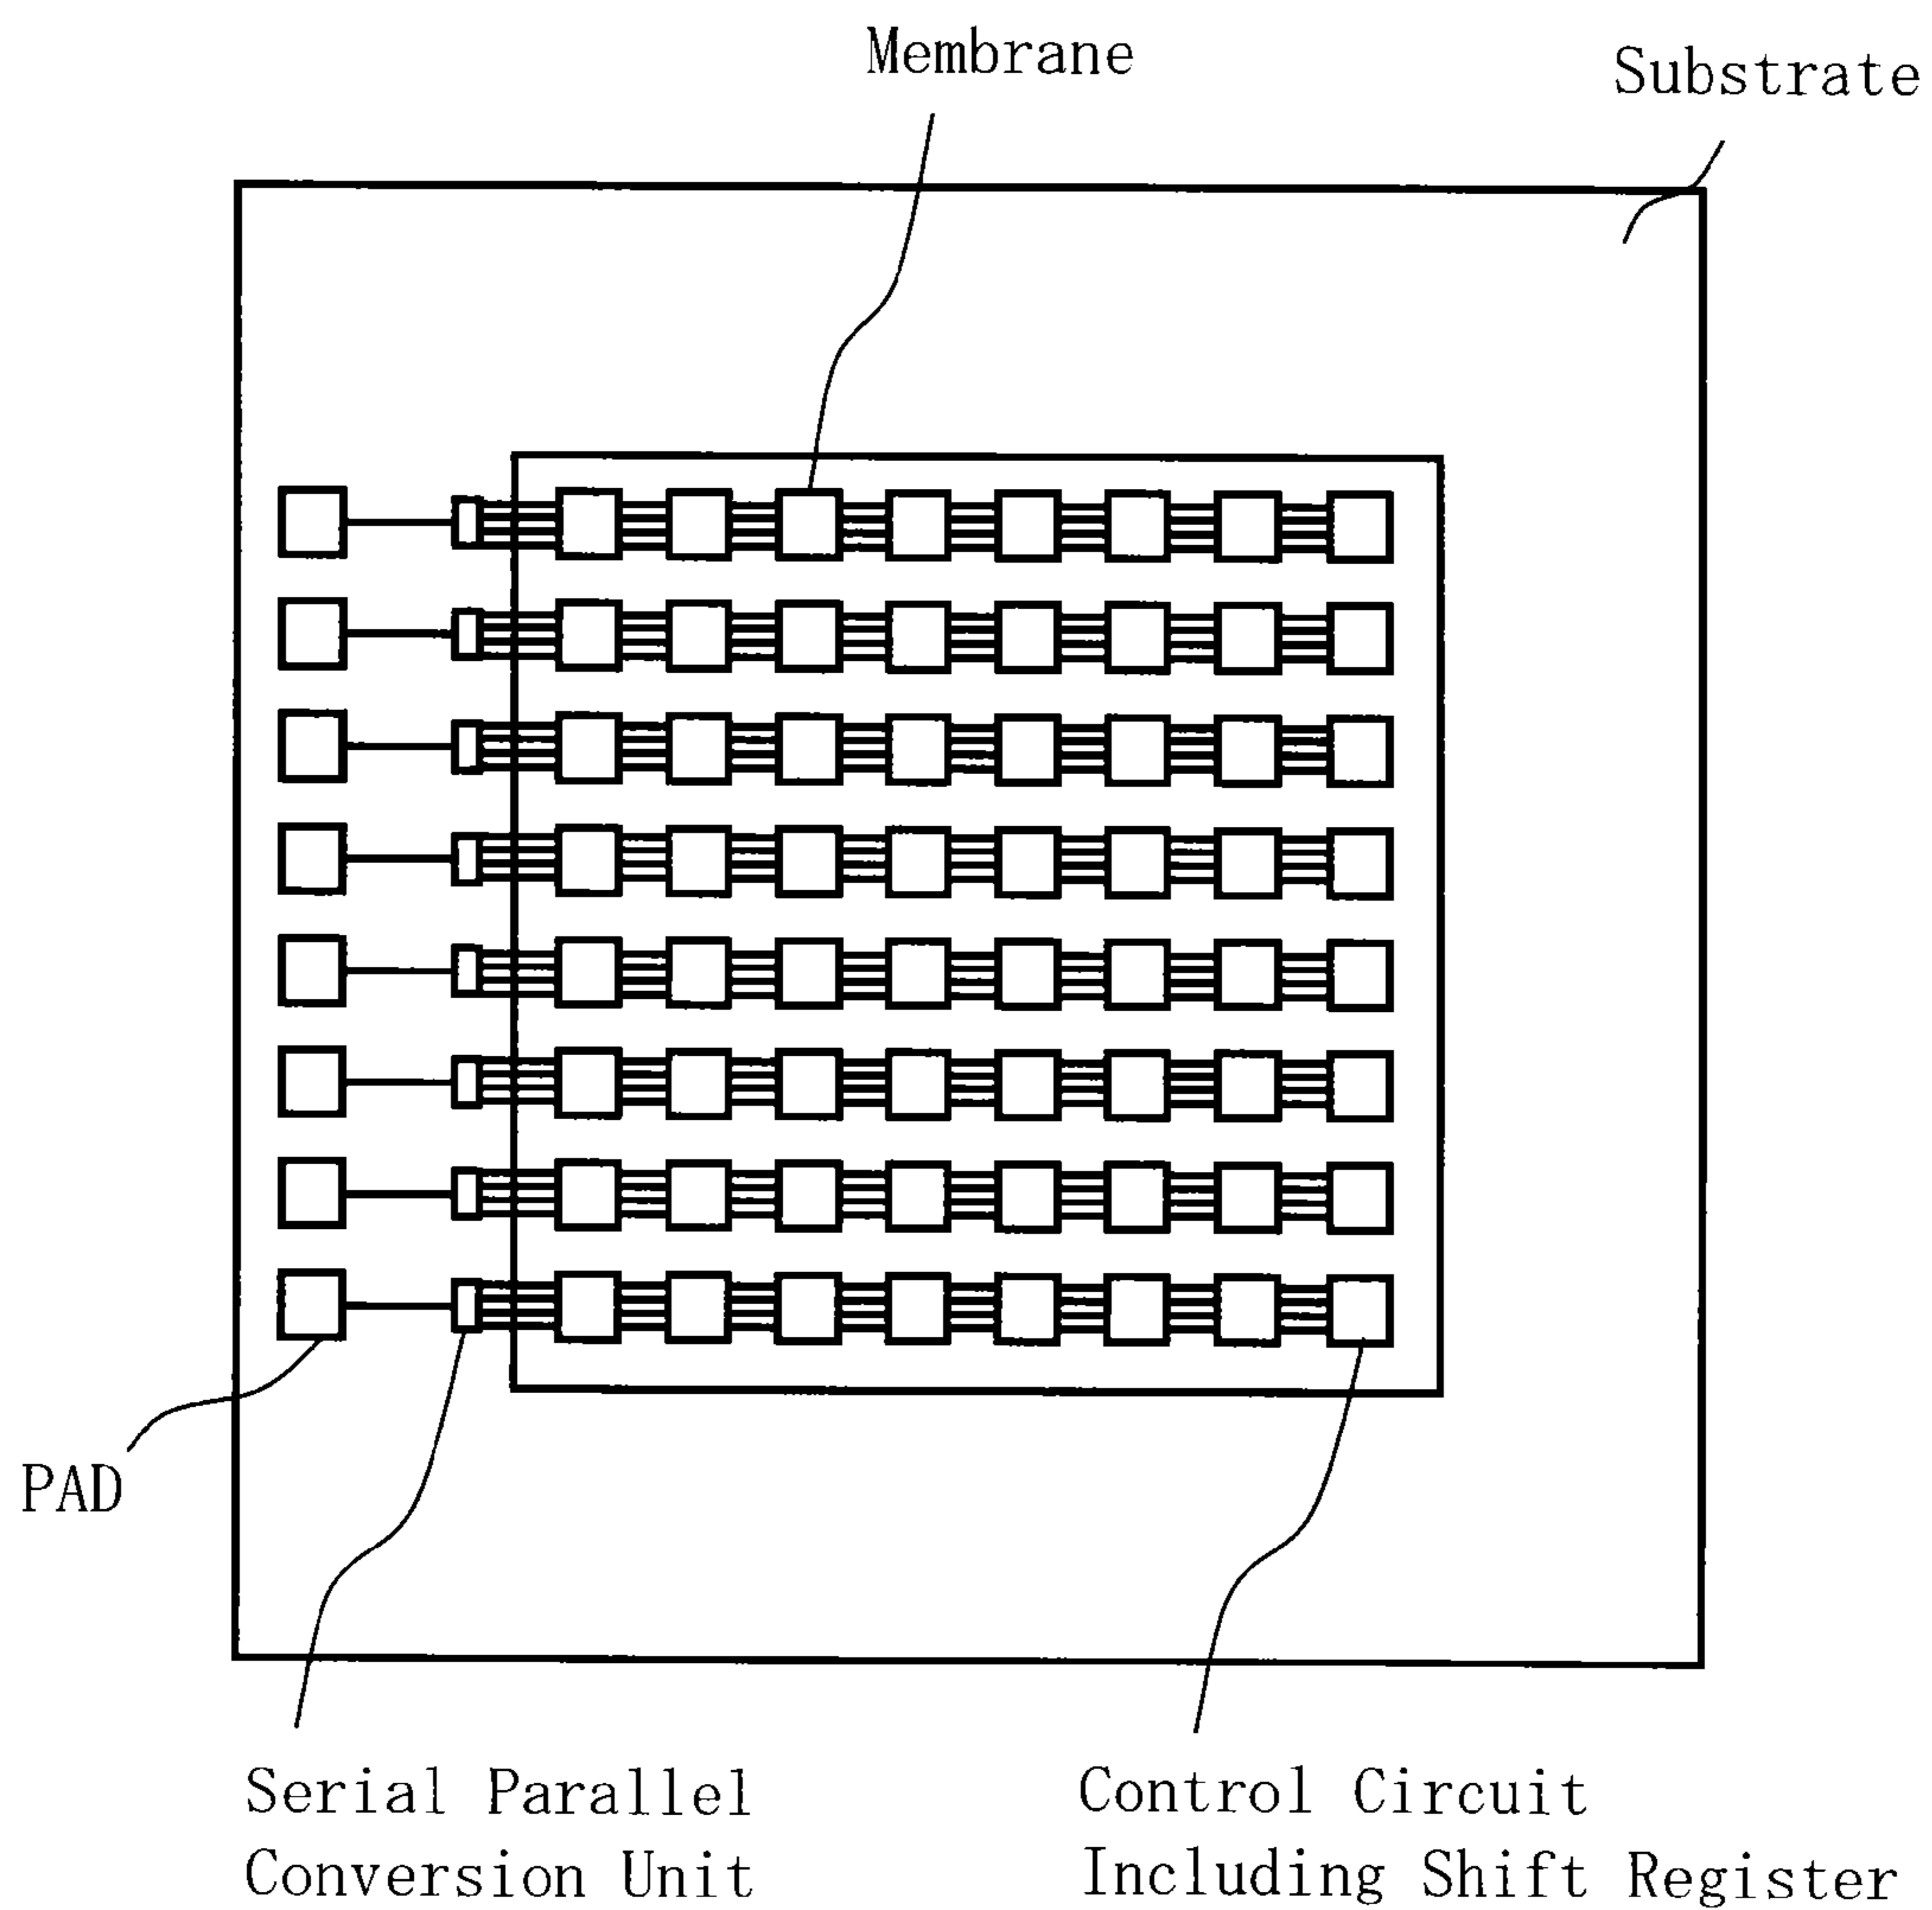 Membrane
Substrate
PAD
Serial Parallel
Conversion Unit
Control Circuit
Including Shift Register